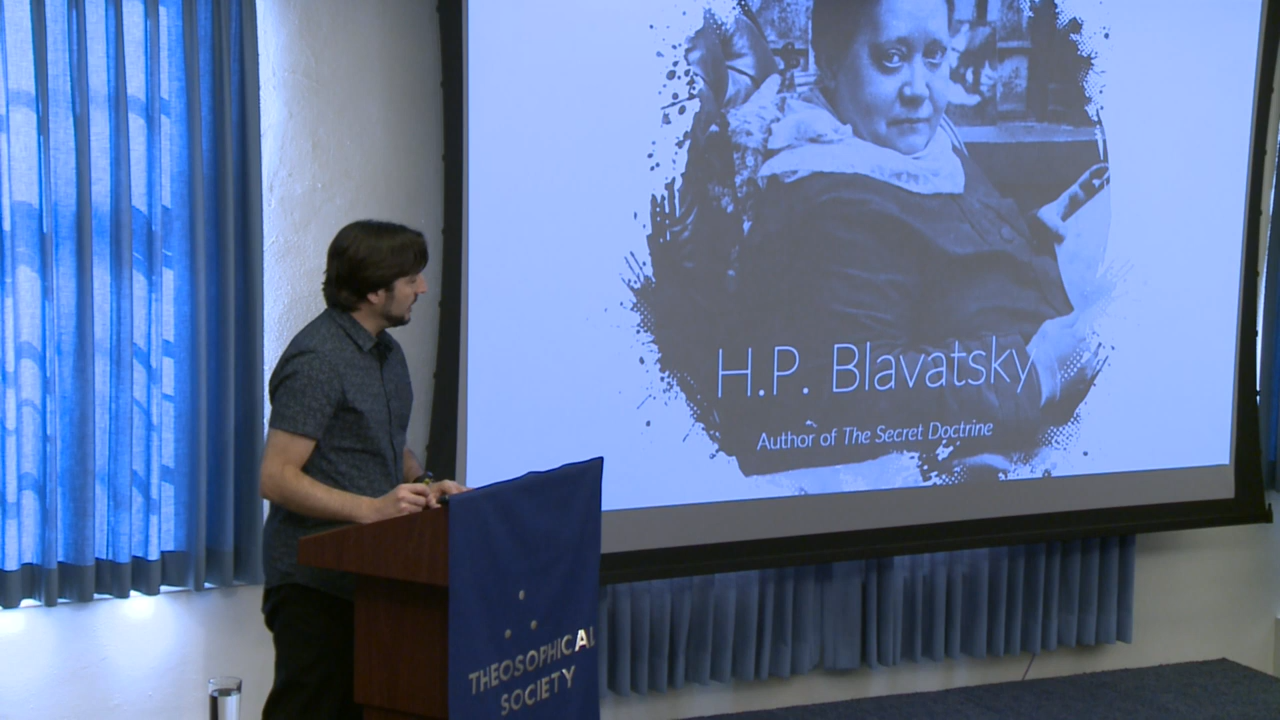 H.P. Blavatsky
Author of The Secret Doctrine
THEOSOPHICAL
SOCIETY